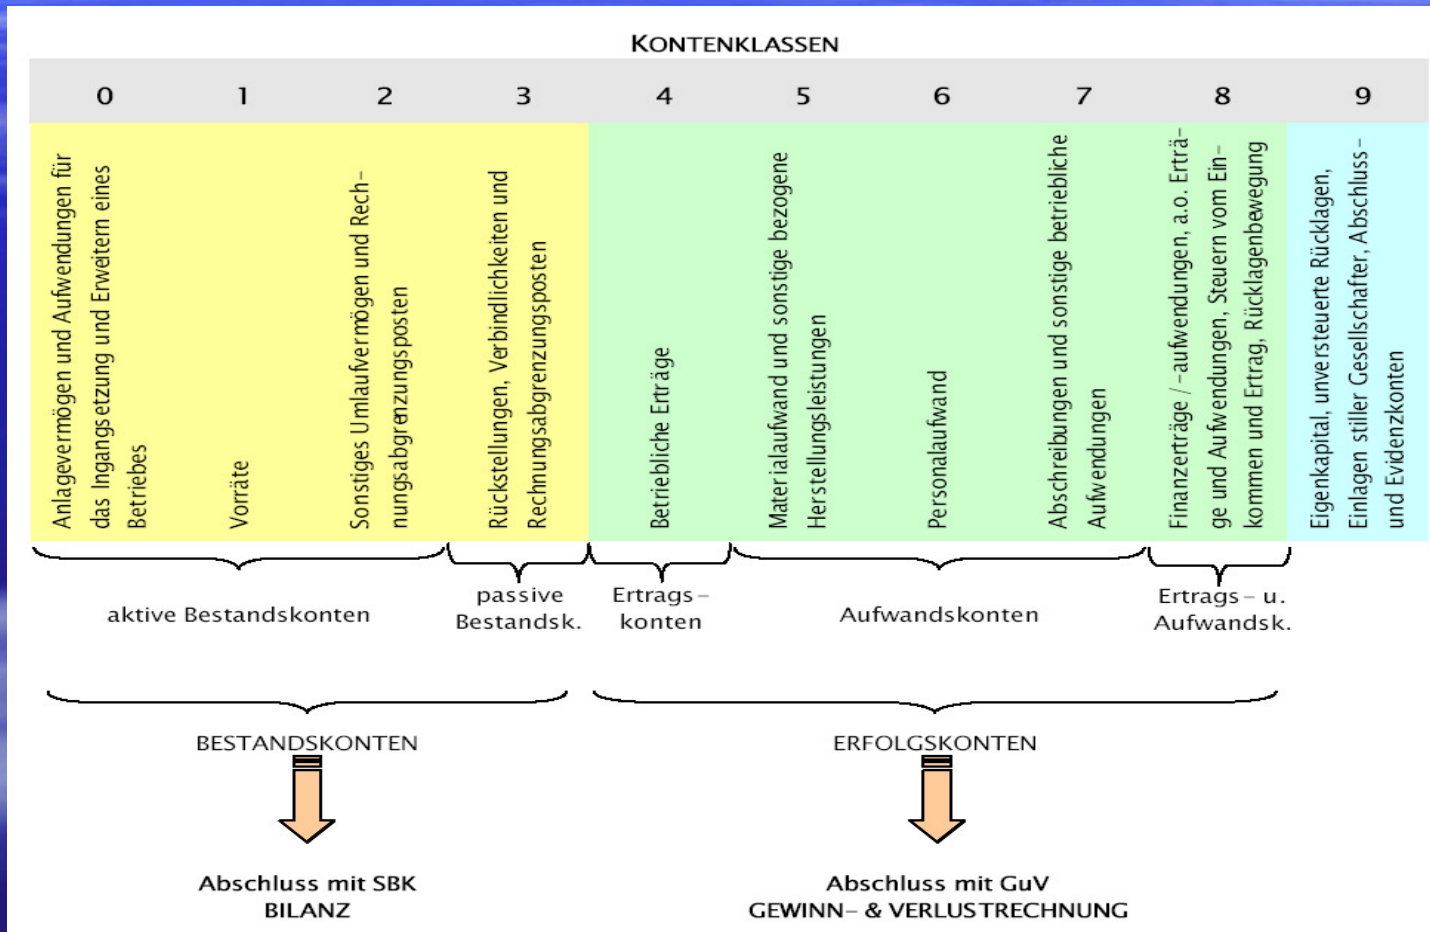 KONTENKLASSEN
0 1 2 3 4 5 6 7 8 9
Anlagevermögen und Aufwendungen für
das Ingangsetzung und Erweitern eines
Betriebes
Vorräte
Sonstiges Umlaufvermögen und Rech-
nungsabgrenzungsposten
Rückstellungen, Verbindlichkeiten und
Rechnungsabgrenzungsposten
Betriebliche Erträge
Materialaufwand und sonstige bezogene
Herstellungsleistungen
Personalaufwand
Abschreibungen und sonstige betriebliche
Aufwendungen
Finanzerträge /-aufwendungen, a.o. Erträ-
ge und Aufwendungen, Steuern vom Ein-
kommen und Ertrag, Rücklagenbewegung
Eigenkapital, unversteuerte Rücklagen,
Einlagen stiller Gesellschafter, Abschluss-
und Evidenzkonten
aktive Bestandskonten
passive
Bestandsk.
Ertrags-
konten
Aufwandskonten
Ertrags- u.
Aufwandsk.
BESTANDSKONTEN
ERFOLGSKONTEN
Abschluss mit SBK
BILANZ
Abschluss mit GuV
GEWINN- & VERLUSTRECHNUNG